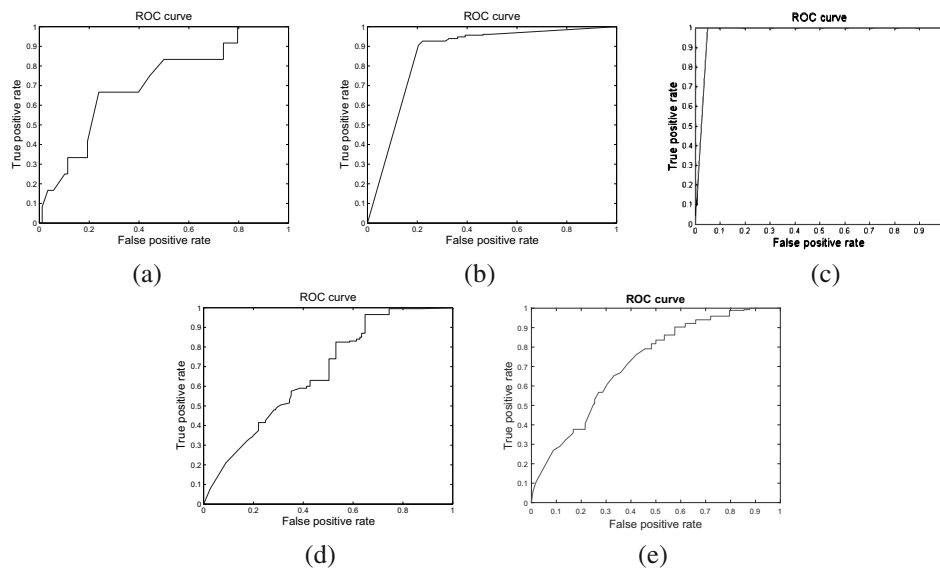 ROC curve
True positive rate
1
0.9
0.8
0.7
0.6
0.5
0.4
0.3
0.2
0.1
0
0 0.2 0.4 0.6 0.8 1
False positive rate
(a)
ROC curve
True positive rate
1
0.9
0.8
0.7
0.6
0.5
0.4
0.3
0.2
0.1
0
0 0.2 0.4 0.6 0.8 1
False positive rate
(b)
ROC curve
True positive rate
1
0.9
0.8
0.7
0.6
0.5
0.4
0.3
0.2
0.1
0
0 0.1 0.2 0.3 0.4 0.5 0.6 0.7 0.8 0.9
False positive rate
(c)
ROC curve
True positive rate
1
0.9
0.8
0.7
0.6
0.5
0.4
0.3
0.2
0.1
0
0 0.2 0.4 0.6 0.8 1
False positive rate
(d)
ROC curve
True positive rate
1
0.9
0.8
0.7
0.6
0.5
0.4
0.3
0.2
0.1
0
0 0.1 0.2 0.3 0.4 0.5 0.6 0.7 0.8 0.9 1
False positive rate
(e)